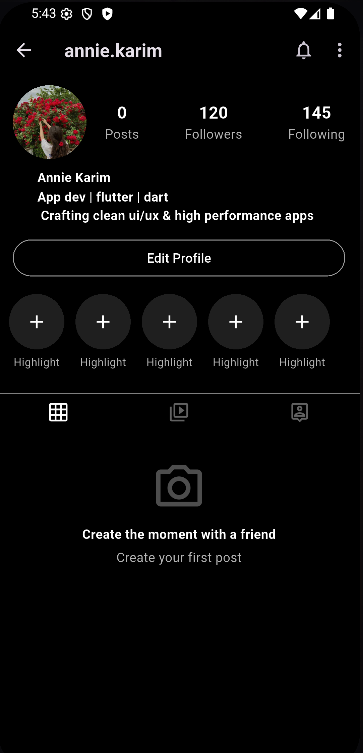 5:43
annie.karim
0 120 145
Posts Followers Following
Annie Karim
App dev | flutter | dart
Crafting clean ui/ux & high performance apps
Edit Profile
Highlight Highlight Highlight Highlight Highlight
Create the moment with a friend
Create your first post